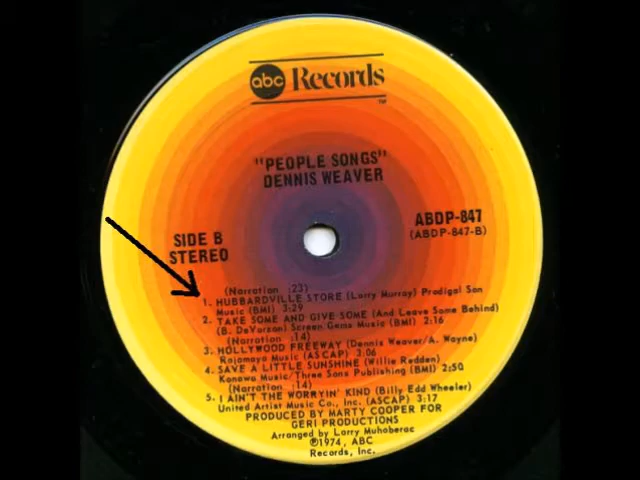 abc Records
TM
"PEOPLE SONGS"
DENNIS WEAVER
SIDE B
STEREO
ABDP-847
(ABDP-847-B)
(Narration :23)
1. HUBBARDVILLE STORE (Larry Murray) Prodigal Son
Music (BMI) 3:29
2. TAKE SOME AND GIVE SOME (And Leave Some Behind)
(B. DeVorzon) Screen Gems Music (BMI) 2:16
(Narration :14)
3. HOLLYWOOD FREEWAY (Dennis Weaver/A. Wayne)
Rojomayo Music (ASCAP) 3:06
4. SAVE A LITTLE SUNSHINE (Willie Redden)
Konawa Music/Three Sons Publishing (BMI) 2:50
(Narration :14)
5. I AIN'T THE WORRYIN' KIND (Billy Edd Wheeler)
United Artist Music Co., Inc. (ASCAP) 3:17
PRODUCED BY MARTY COOPER FOR
GERI PRODUCTIONS
Arranged by Larry Muhoberac
℗1974, ABC
Records, Inc.